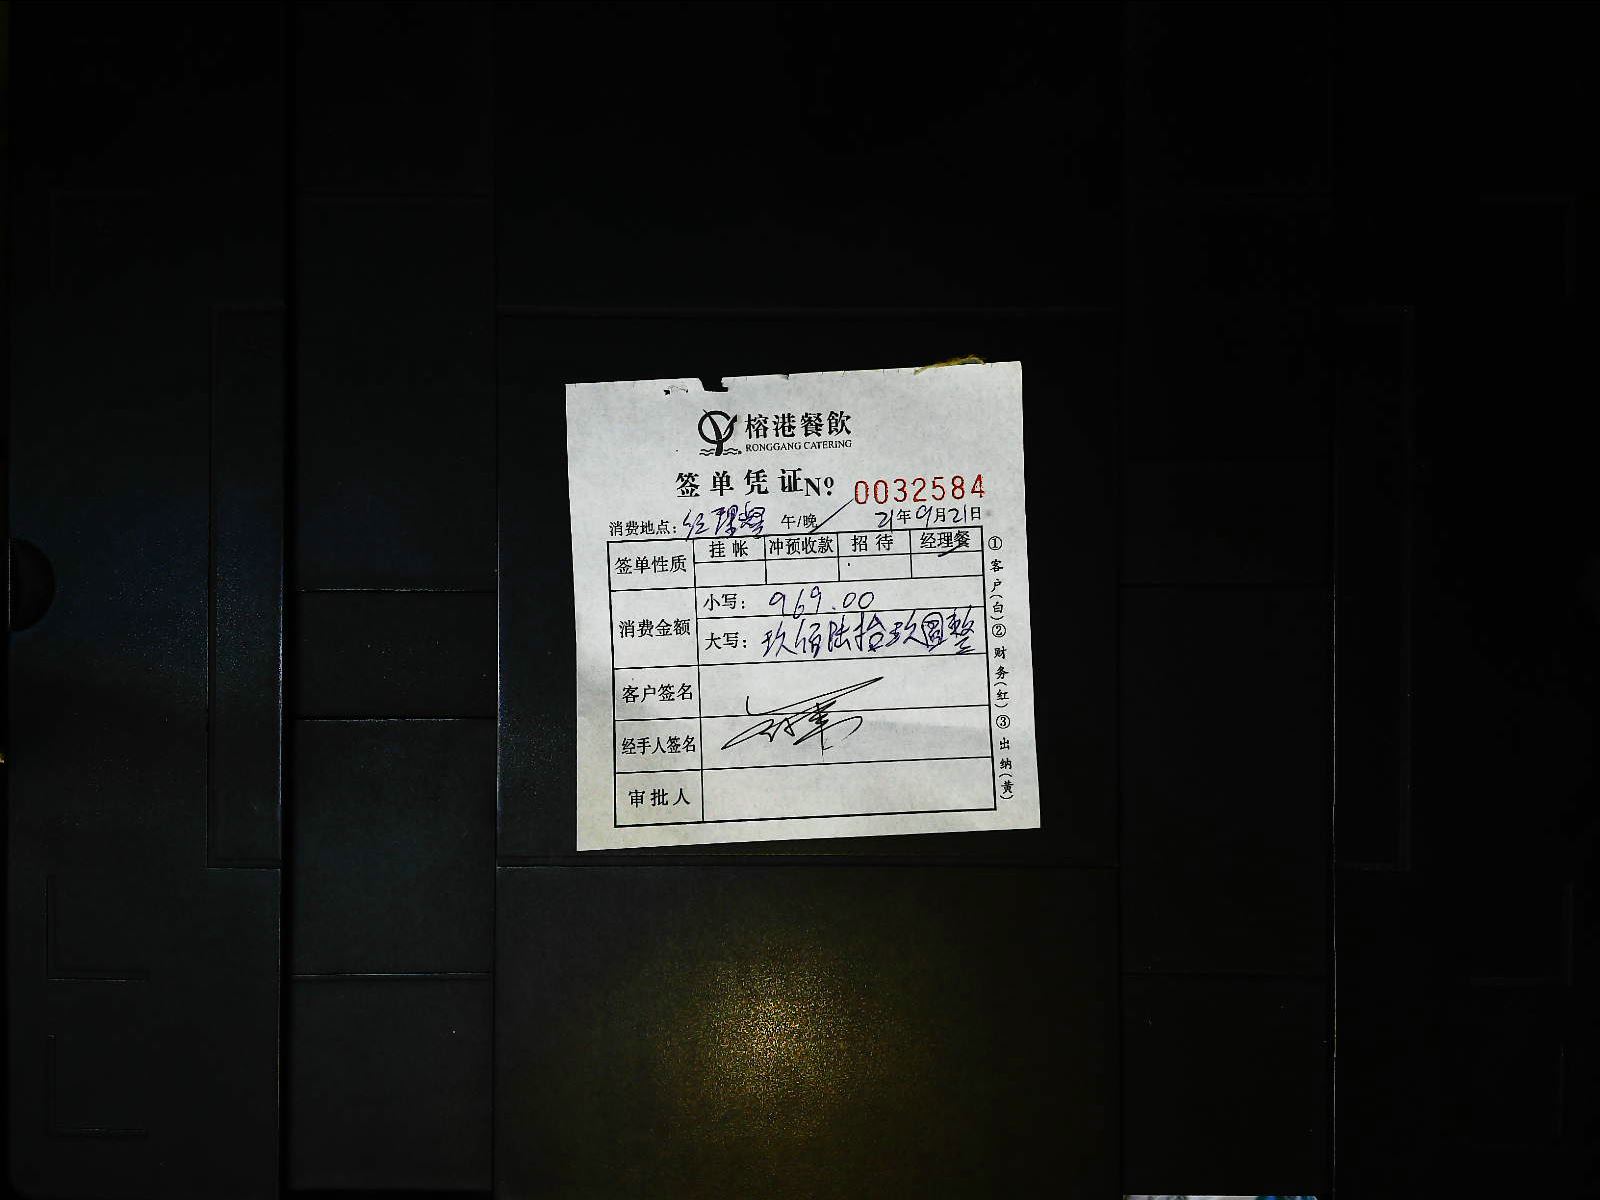 榕港餐飲
RONGGANG CATERING
签单凭证 Nº 0032584
消费地点：经理餐 午/晚 21年9月21日
签单性质 挂帐 冲预收款 招待 经理餐
消费金额 小写：969.00
大写：玖佰陆拾玖圆整
客户签名
经手人签名
审批人
①客户(白)②财务(红)③出纳(黄)